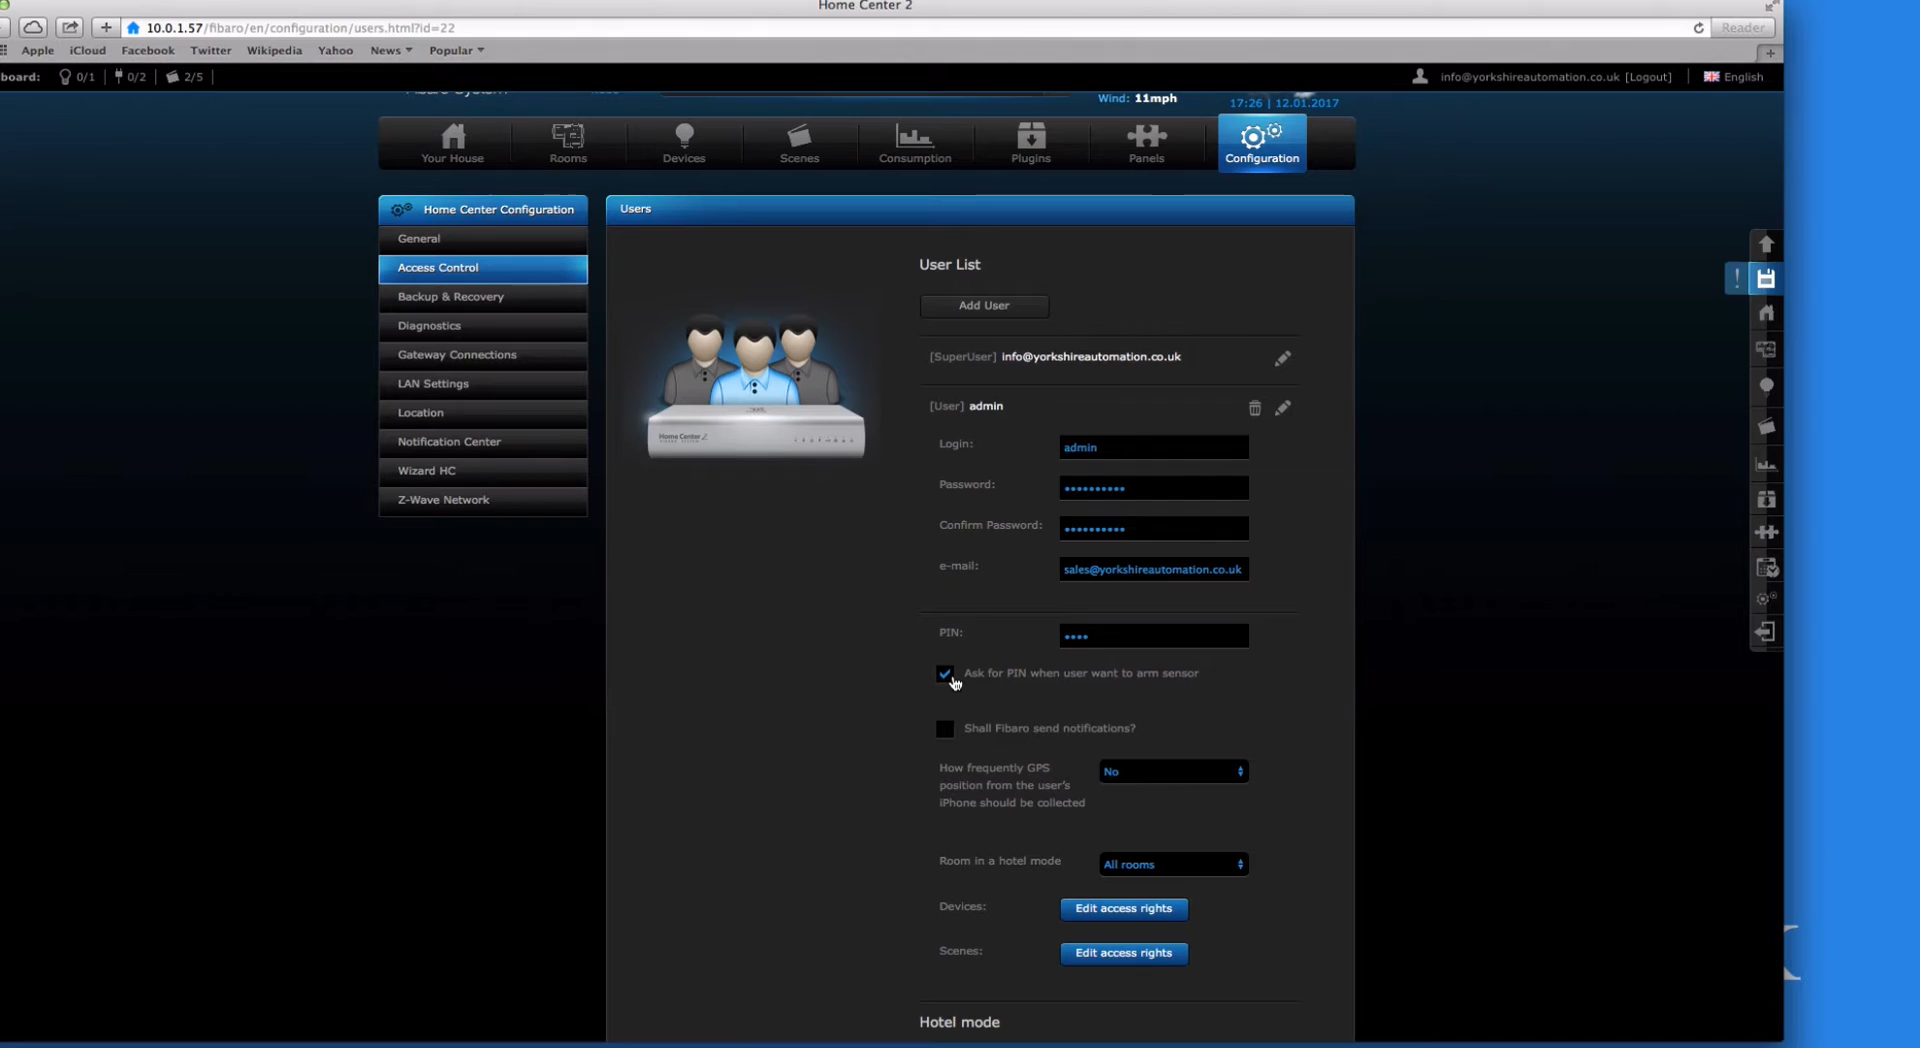 Home Center 2
10.0.1.57/fibaro/en/configuration/users.html?id=22
Reader
Apple iCloud Facebook Twitter Wikipedia Yahoo News Popular
board: 0/1 0/2 2/5
info@yorkshireautomation.co.uk [Logout] English
Wind: 11mph
17:26 | 12.01.2017
Your House Rooms Devices Scenes Consumption Plugins Panels Configuration
Home Center Configuration
General
Access Control
Backup & Recovery
Diagnostics
Gateway Connections
LAN Settings
Location
Notification Center
Wizard HC
Z-Wave Network
Users
User List
Add User
[SuperUser] info@yorkshireautomation.co.uk
[User] admin
Login: admin
Password: ••••••••••
Confirm Password: ••••••••••
e-mail: sales@yorkshireautomation.co.uk
PIN: ••••
Ask for PIN when user want to arm sensor
Shall Fibaro send notifications?
How frequently GPS
position from the user's
iPhone should be collected
No
Room in a hotel mode All rooms
Devices: Edit access rights
Scenes: Edit access rights
Hotel mode
Home Center 2